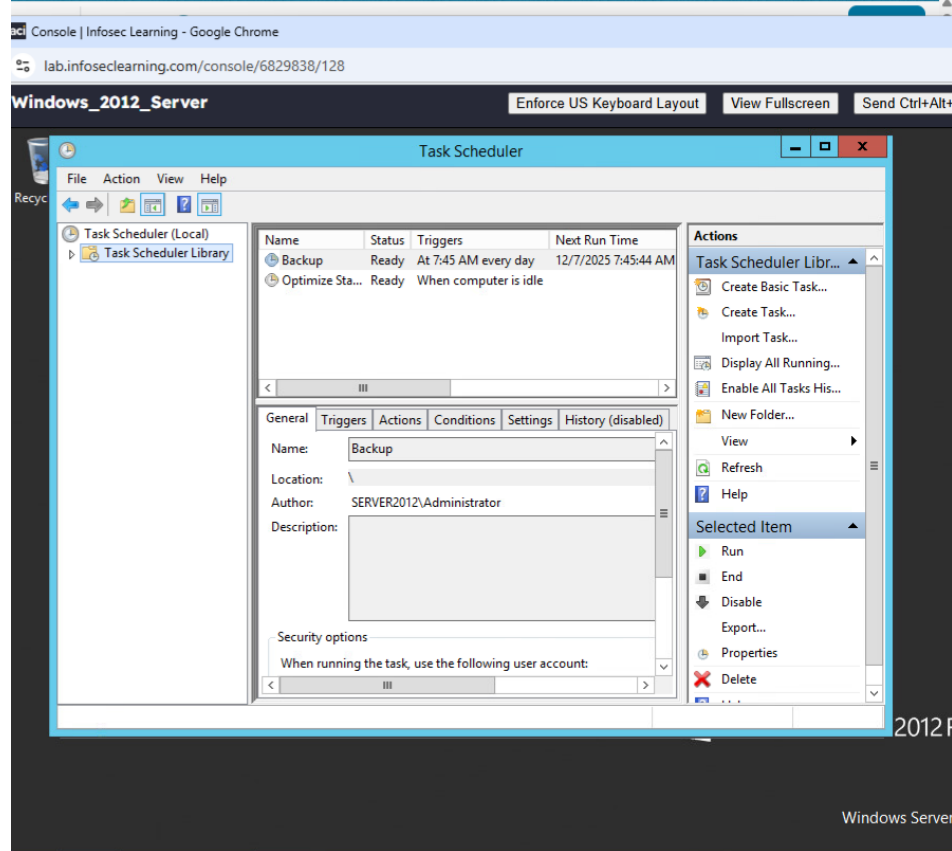 aci Console | Infosec Learning - Google Chrome
lab.infoseclearning.com/console/6829838/128
Windows_2012_Server
Enforce US Keyboard Layout
View Fullscreen
Send Ctrl+Alt+
Recyc
Task Scheduler
File Action View Help
Task Scheduler (Local)
Task Scheduler Library
Name Status Triggers Next Run Time
Backup Ready At 7:45 AM every day 12/7/2025 7:45:44 AM
Optimize Sta... Ready When computer is idle
General Triggers Actions Conditions Settings History (disabled)
Name: Backup
Location: \
Author: SERVER2012\Administrator
Description:
Security options
When running the task, use the following user account:
Actions
Task Scheduler Libr...
Create Basic Task...
Create Task...
Import Task...
Display All Running...
Enable All Tasks His...
New Folder...
View
Refresh
Help
Selected Item
Run
End
Disable
Export...
Properties
Delete
2012 R
Windows Server